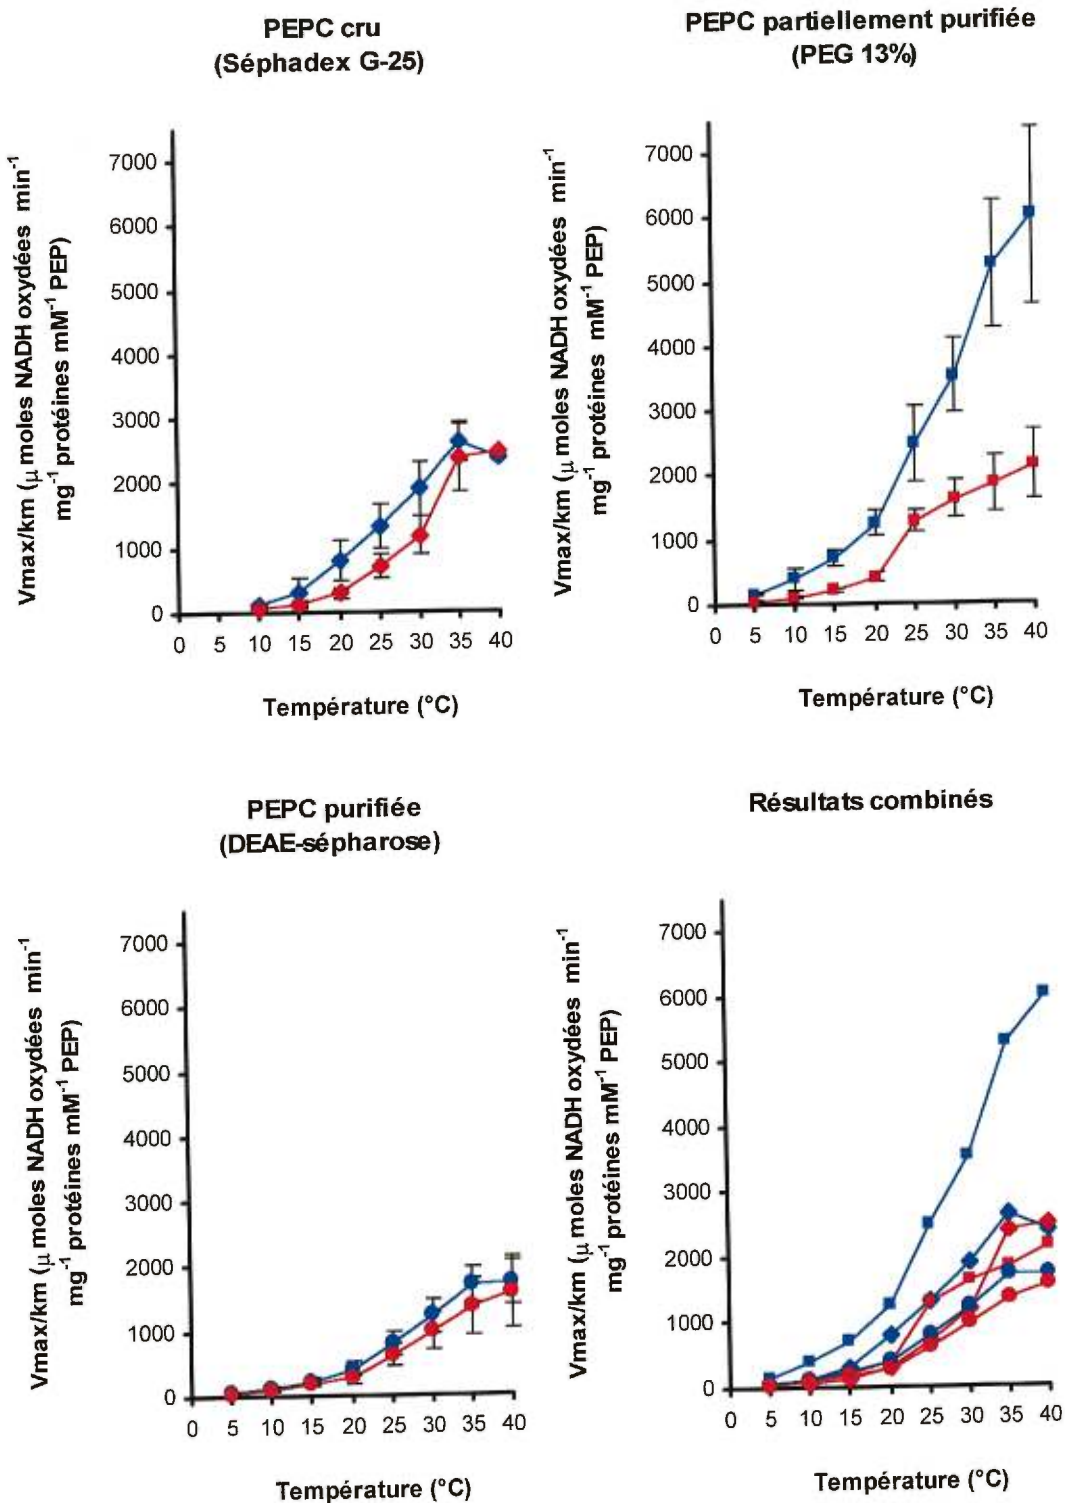 PEPC cru
(Séphadex G-25)
Vmax/km (μ moles NADH oxydées min-1
mg-1 protéines mM-1 PEP)
7000
6000
5000
4000
3000
2000
1000
0
0 5 10 15 20 25 30 35 40
Température (°C)
PEPC partiellement purifiée
(PEG 13%)
Vmax/km (μ moles NADH oxydées min-1
mg-1 protéines mM-1 PEP)
7000
6000
5000
4000
3000
2000
1000
0
0 5 10 15 20 25 30 35 40
Température (°C)
PEPC purifiée
(DEAE-sépharose)
Vmax/km (μ moles NADH oxydées min-1
mg-1 protéines mM-1 PEP)
7000
6000
5000
4000
3000
2000
1000
0
0 5 10 15 20 25 30 35 40
Température (°C)
Résultats combinés
Vmax/km (μ moles NADH oxydées min-1
mg-1 protéines mM-1 PEP)
7000
6000
5000
4000
3000
2000
1000
0
0 5 10 15 20 25 30 35 40
Température (°C)